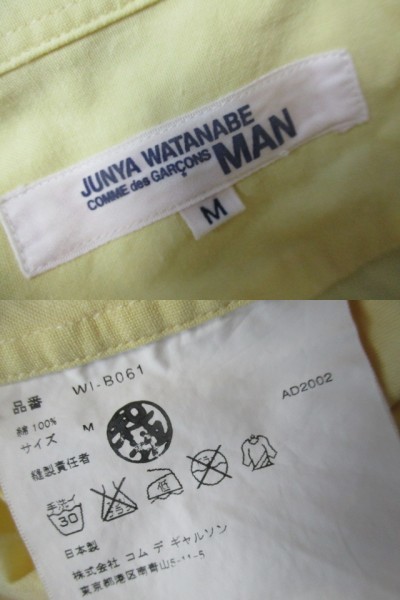 JUNYA WATANABE
COMME des GARÇONS MAN
M
品番 WI-B061
綿 100%
サイズ M
AD2002
縫製責任者
手洗イ
30
日本製
株式会社 コム デ ギャルソン
東京都港区南青山5-11-5